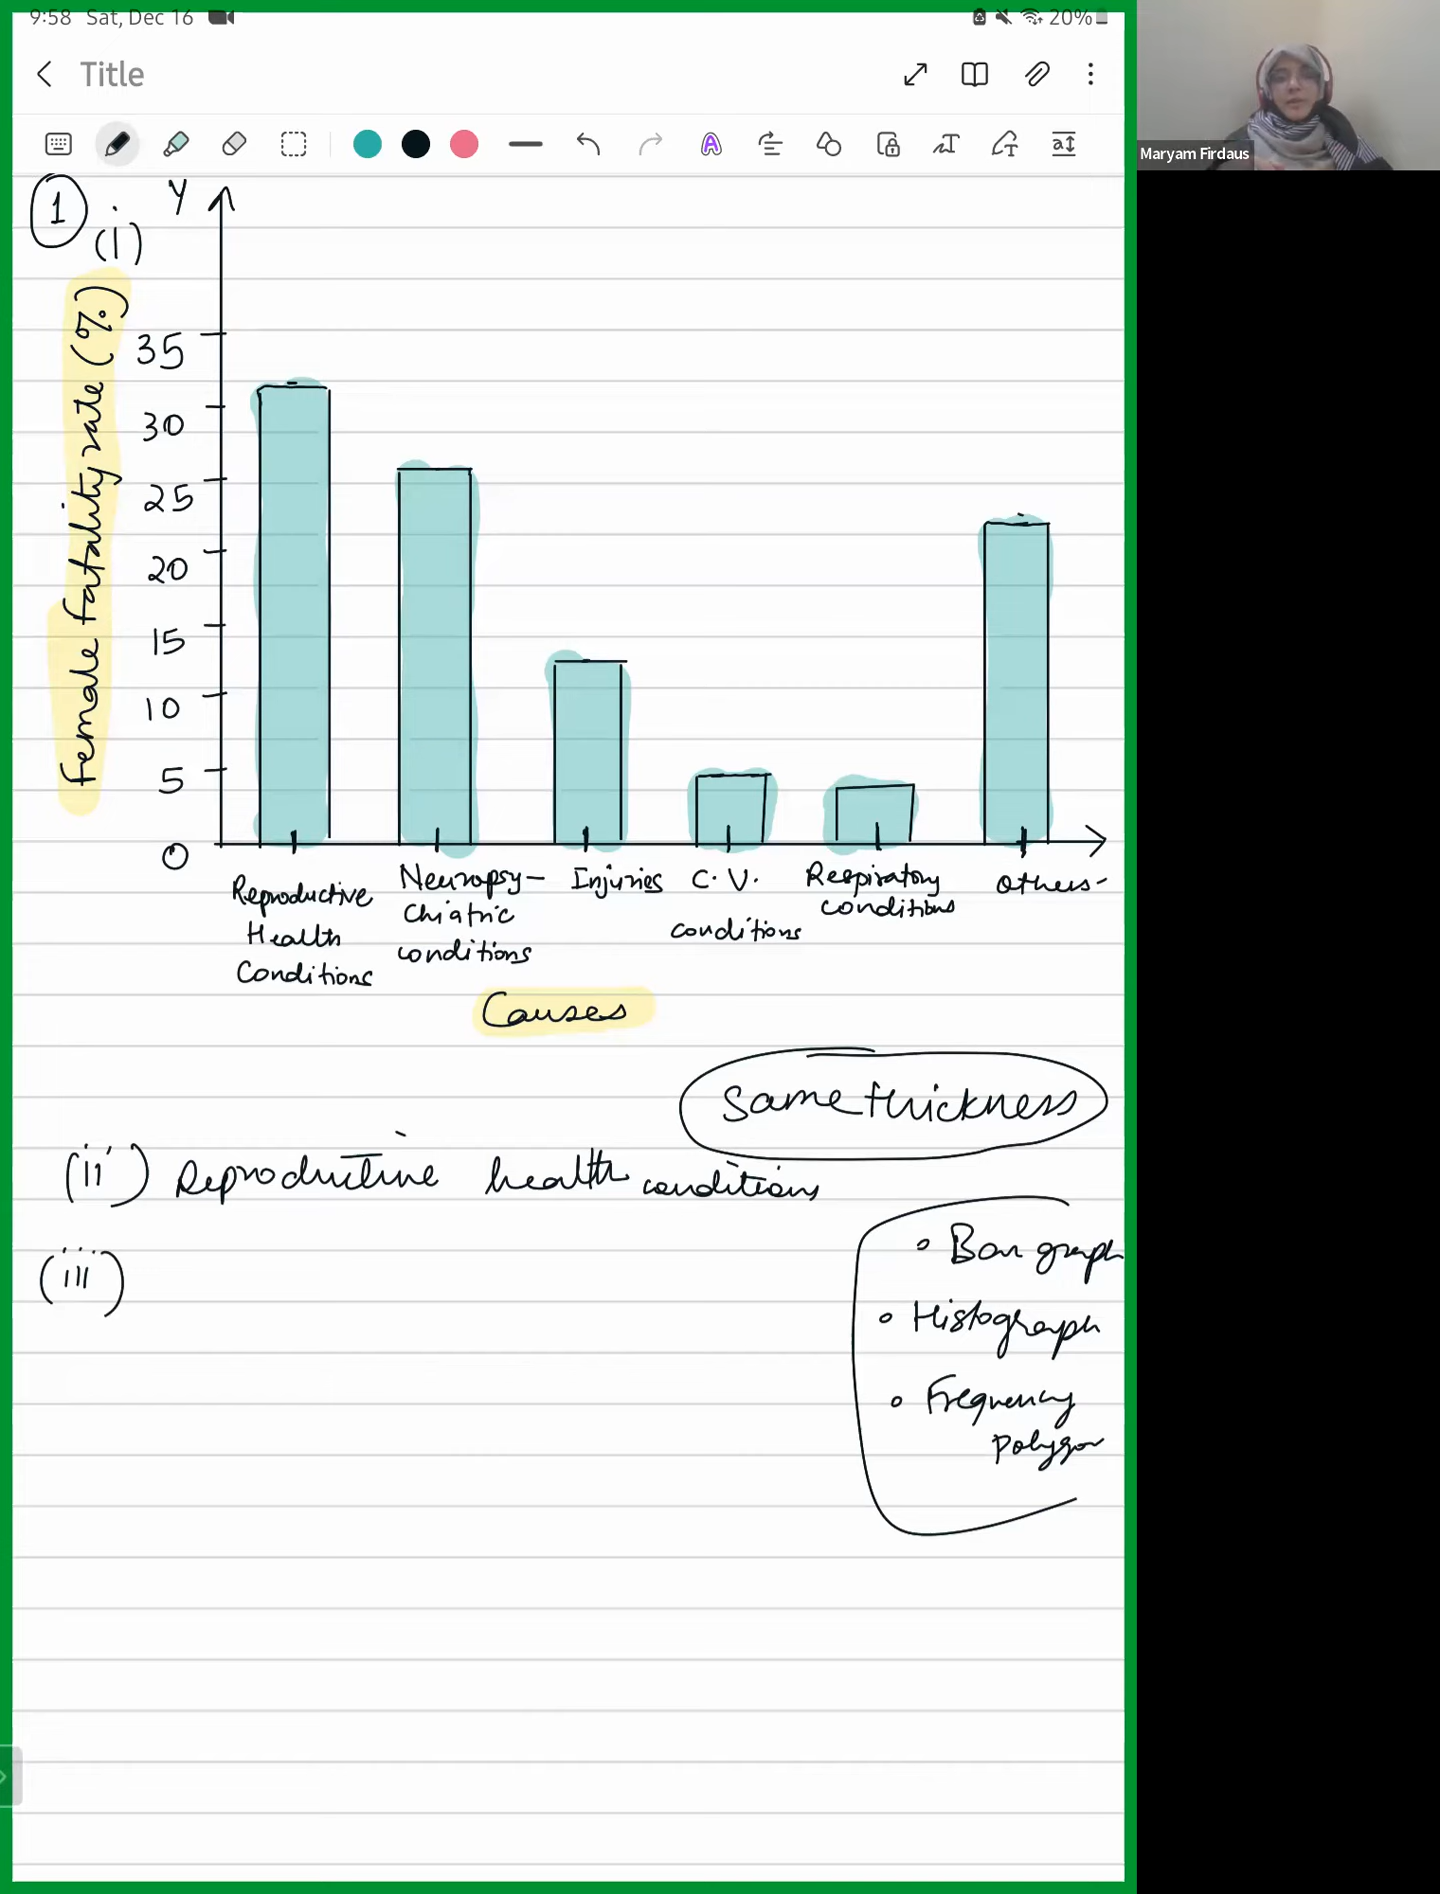 9:58 Sat, Dec 16
20%
Title
Maryam Firdaus
1 (i)
Y
Female fatality rate (%)
35
30
25
20
15
10
5
0
Reproductive
Health
Conditions
Neuropsy-
chiatric
conditions
Injuries
C.V.
conditions
Respiratory
conditions
Others
Causes
Same thickness
(ii) Reproductive health conditions
(iii)
Bar graph
Histograph
Frequency
polygon